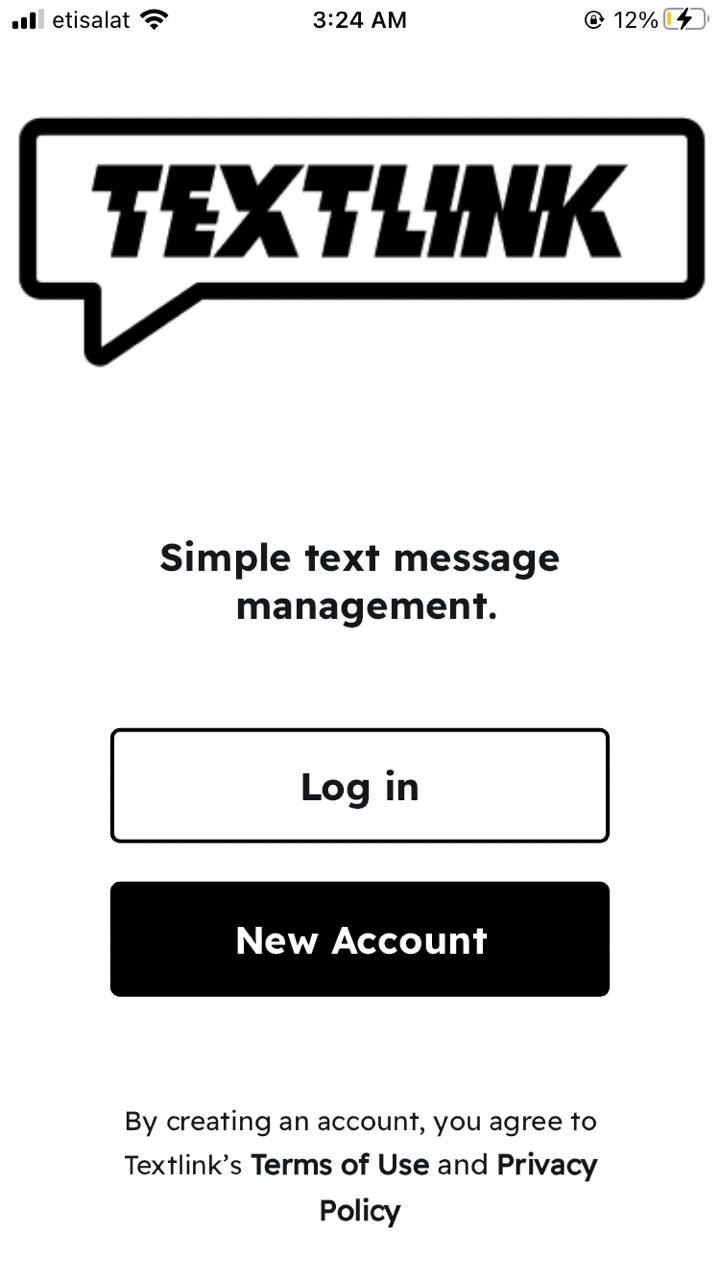 etisalat 3:24 AM 12%
TEXTLINK
Simple text message
management.
Log in
New Account
By creating an account, you agree to
Textlink’s Terms of Use and Privacy
Policy